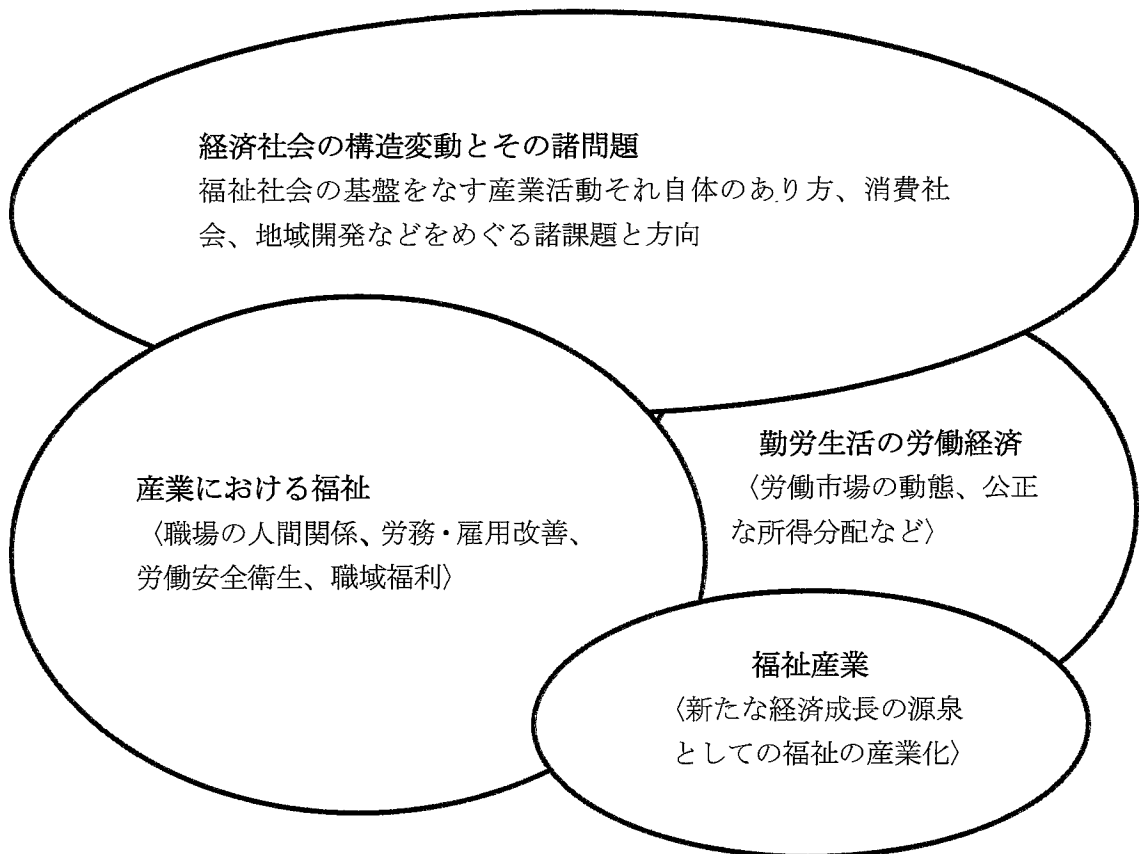 経済社会の構造変動とその諸問題
福祉社会の基盤をなす産業活動それ自体のあり方、消費社
会、地域開発などをめぐる諸課題と方向
産業における福祉
〈職場の人間関係、労務・雇用改善、
労働安全衛生、職域福利〉
勤労生活の労働経済
〈労働市場の動態、公正
な所得分配など〉
福祉産業
〈新たな経済成長の源泉
としての福祉の産業化〉